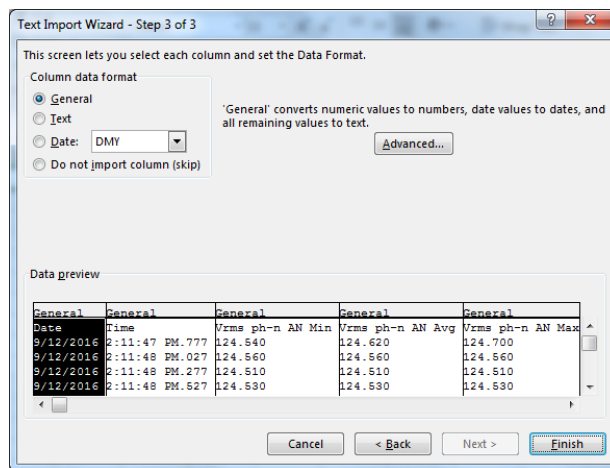 Text Import Wizard - Step 3 of 3
This screen lets you select each column and set the Data Format.
Column data format
General
Text
Date: DMY
Do not import column (skip)
'General' converts numeric values to numbers, date values to dates, and
all remaining values to text.
Advanced...
Data preview
General General General General General
Date Time Vrms ph-n AN Min Vrms ph-n AN Avg Vrms ph-n AN Max
9/12/2016 2:11:47 PM.777 124.540 124.620 124.700
9/12/2016 2:11:48 PM.027 124.560 124.560 124.560
9/12/2016 2:11:48 PM.277 124.510 124.510 124.510
9/12/2016 2:11:48 PM.527 124.530 124.530 124.530
Cancel < Back Next > Finish